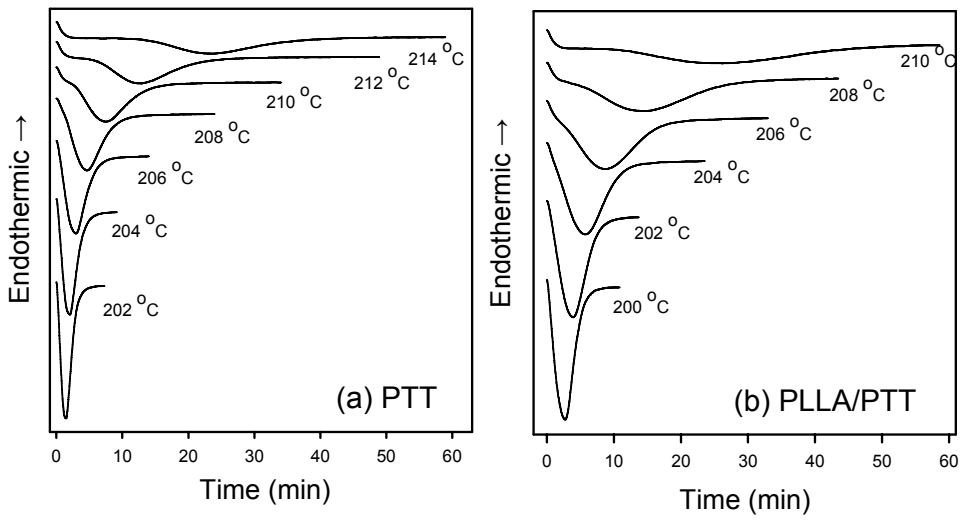 Endothermic →
214 °C
212 °C
210 °C
208 °C
206 °C
204 °C
202 °C
(a) PTT
0 10 20 30 40 50 60
Time (min)
Endothermic →
210 °C
208 °C
206 °C
204 °C
202 °C
200 °C
(b) PLLA/PTT
0 10 20 30 40 50 60
Time (min)